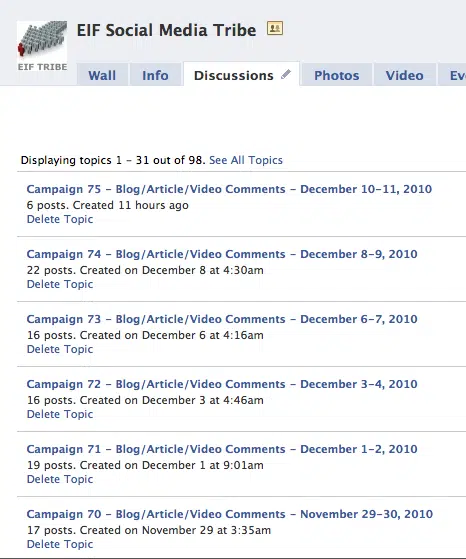 EIF Social Media Tribe
EIF TRIBE
Wall Info Discussions Photos Video Ev
Displaying topics 1 - 31 out of 98. See All Topics
Campaign 75 - Blog/Article/Video Comments - December 10-11, 2010
6 posts. Created 11 hours ago
Delete Topic
Campaign 74 - Blog/Article/Video Comments - December 8-9, 2010
22 posts. Created on December 8 at 4:30am
Delete Topic
Campaign 73 - Blog/Article/Video Comments - December 6-7, 2010
16 posts. Created on December 6 at 4:16am
Delete Topic
Campaign 72 - Blog/Article/Video Comments - December 3-4, 2010
16 posts. Created on December 3 at 4:46am
Delete Topic
Campaign 71 - Blog/Article/Video Comments - December 1-2, 2010
19 posts. Created on December 1 at 9:01am
Delete Topic
Campaign 70 - Blog/Article/Video Comments - November 29-30, 2010
17 posts. Created on November 29 at 3:35am
Delete Topic